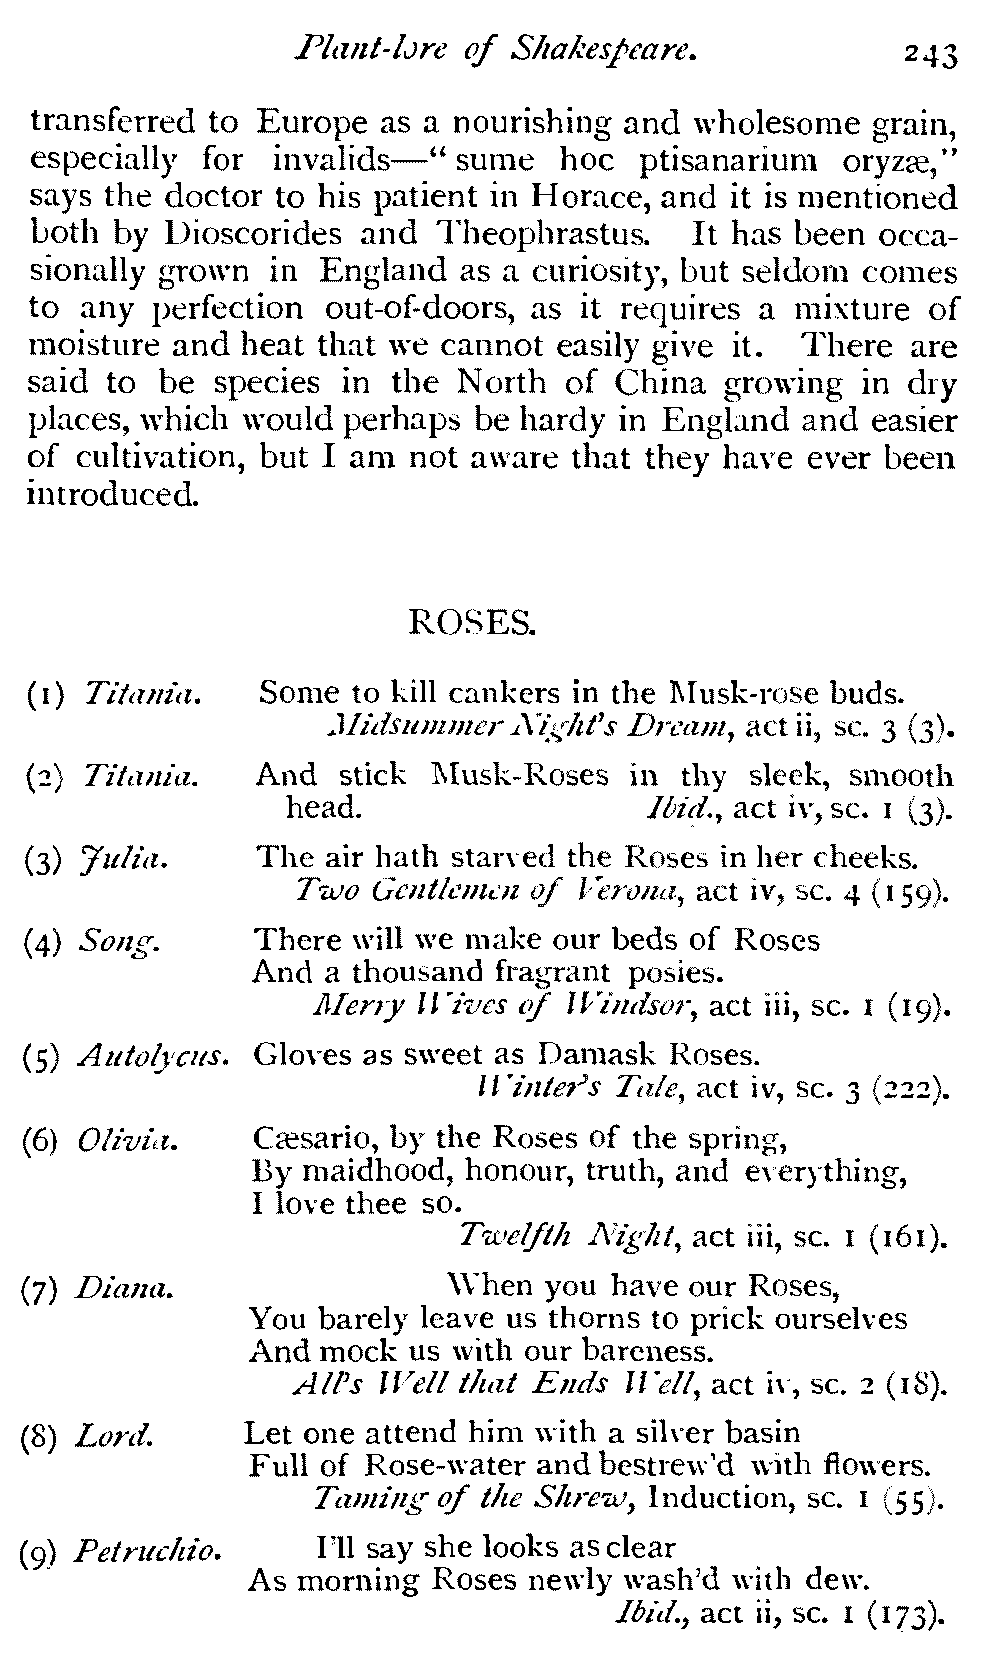 Plant-lore of Shakespeare. 243
transferred to Europe as a nourishing and wholesome grain,
especially for invalids—“sume hoc ptisanarium oryzæ,”
says the doctor to his patient in Horace, and it is mentioned
both by Dioscorides and Theophrastus. It has been occa-
sionally grown in England as a curiosity, but seldom comes
to any perfection out-of-doors, as it requires a mixture of
moisture and heat that we cannot easily give it. There are
said to be species in the North of China growing in dry
places, which would perhaps be hardy in England and easier
of cultivation, but I am not aware that they have ever been
introduced.
ROSES.
(1) Titania. Some to kill cankers in the Musk-rose buds.
Midsummer Night's Dream, act ii, sc. 3 (3).
(2) Titania. And stick Musk-Roses in thy sleek, smooth
head. Ibid., act iv, sc. 1 (3).
(3) Julia. The air hath starved the Roses in her cheeks.
Two Gentlemen of Verona, act iv, sc. 4 (159).
(4) Song. There will we make our beds of Roses
And a thousand fragrant posies.
Merry Wives of Windsor, act iii, sc. 1 (19).
(5) Autolycus. Gloves as sweet as Damask Roses.
Winter's Tale, act iv, sc. 3 (222).
(6) Olivia. Cæsario, by the Roses of the spring,
By maidhood, honour, truth, and everything,
I love thee so.
Twelfth Night, act iii, sc. 1 (161).
(7) Diana. When you have our Roses,
You barely leave us thorns to prick ourselves
And mock us with our bareness.
All's Well that Ends Well, act iv, sc. 2 (18).
(8) Lord. Let one attend him with a silver basin
Full of Rose-water and bestrew'd with flowers.
Taming of the Shrew, Induction, sc. 1 (55).
(9) Petruchio. I'll say she looks as clear
As morning Roses newly wash'd with dew.
Ibid., act ii, sc. 1 (173).